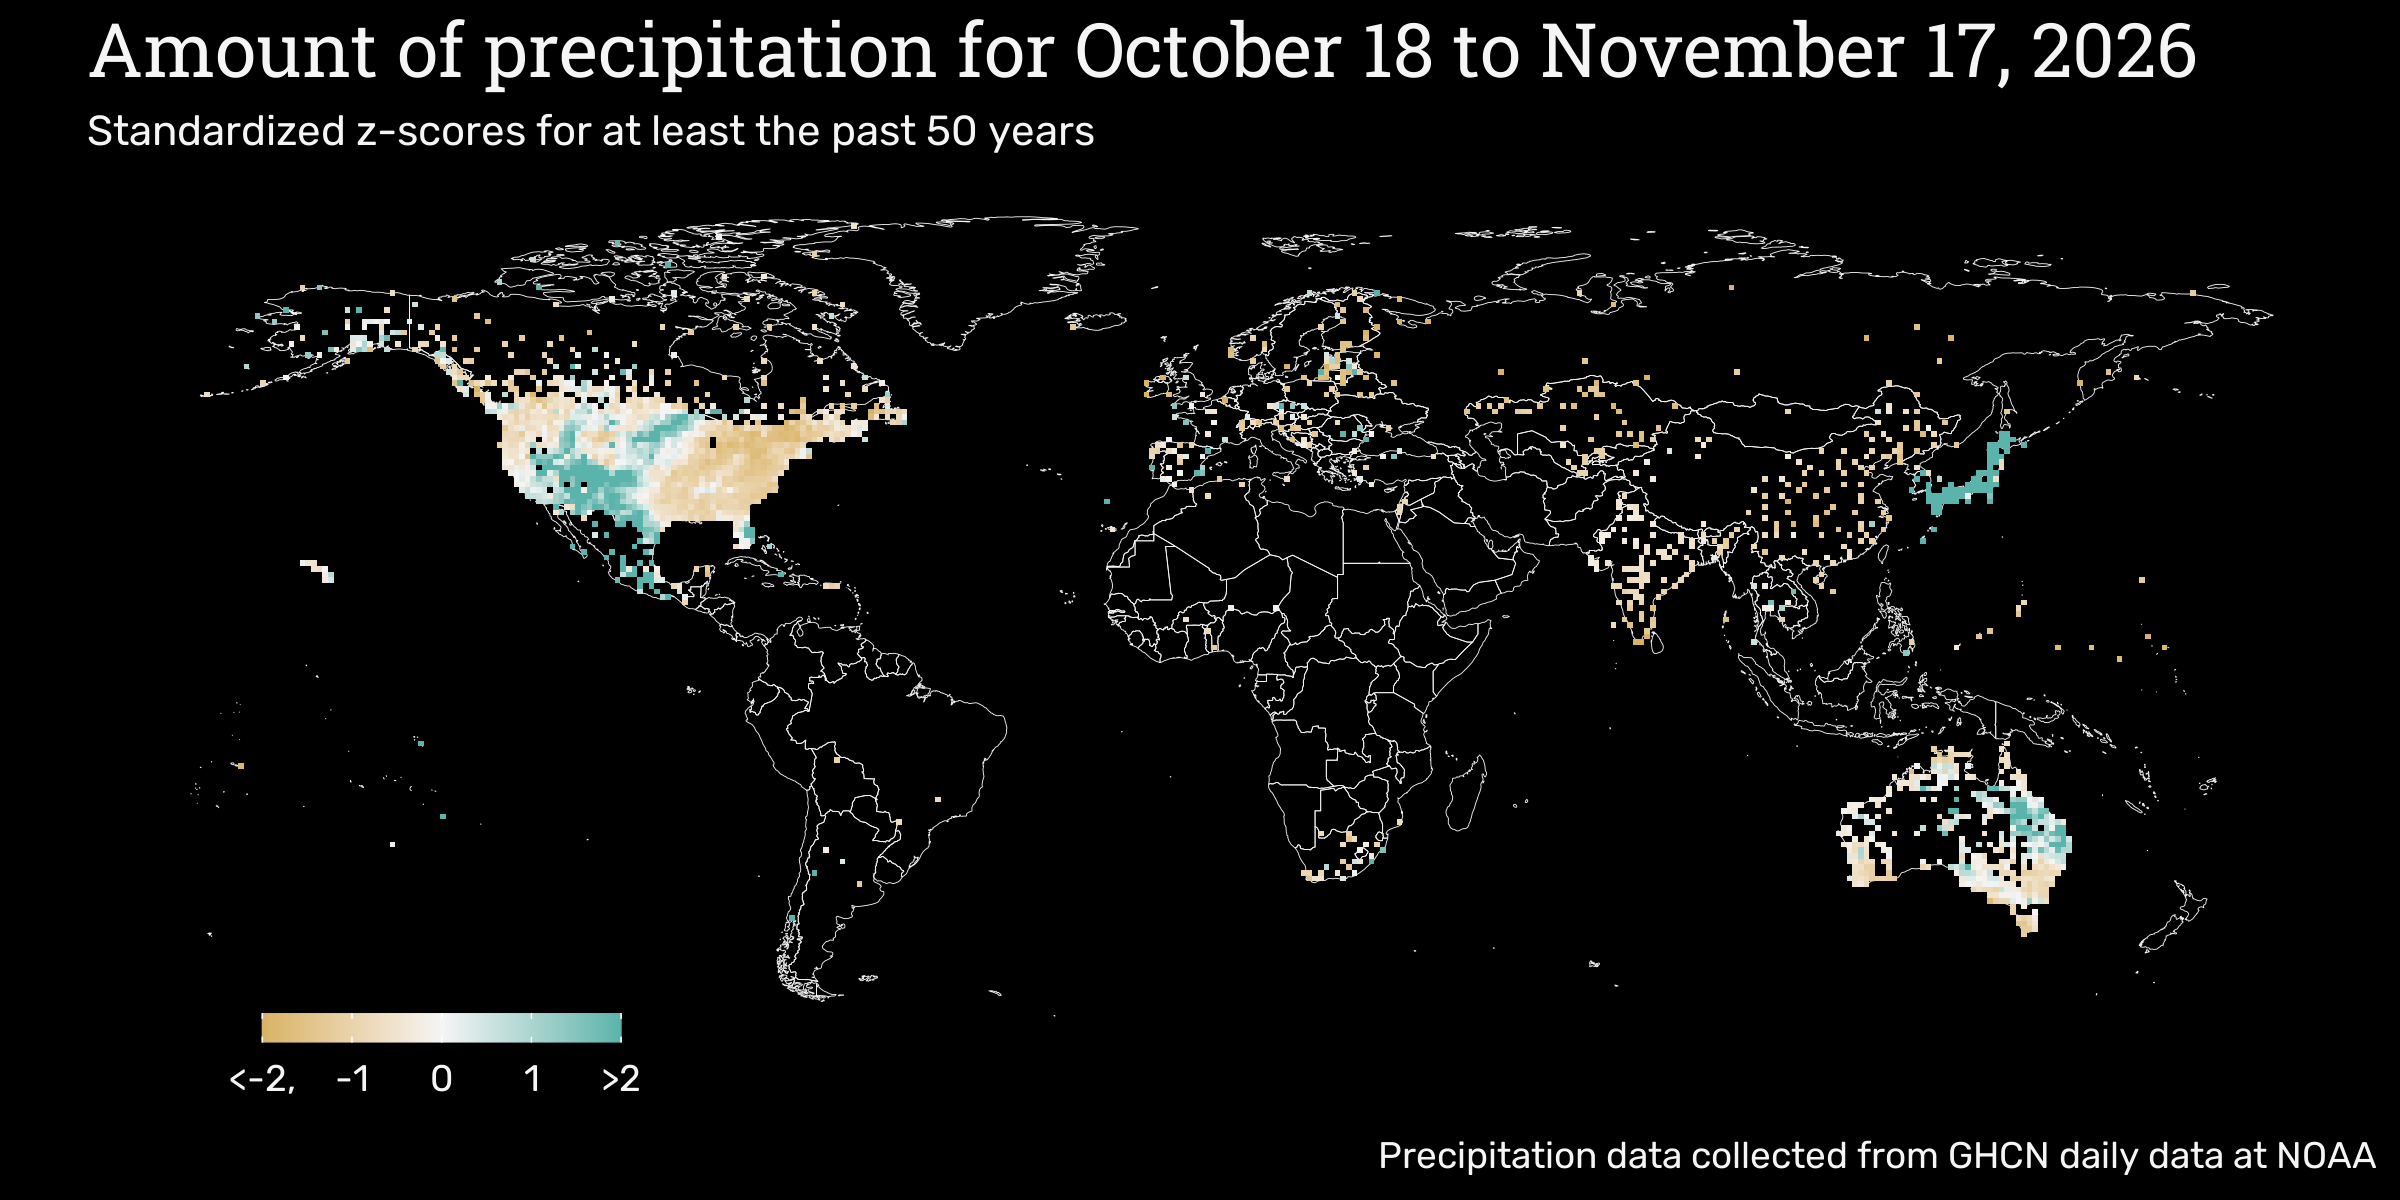 Amount of precipitation for October 18 to November 17, 2026
Standardized z-scores for at least the past 50 years
<-2, -1 0 1 >2
Precipitation data collected from GHCN daily data at NOAA